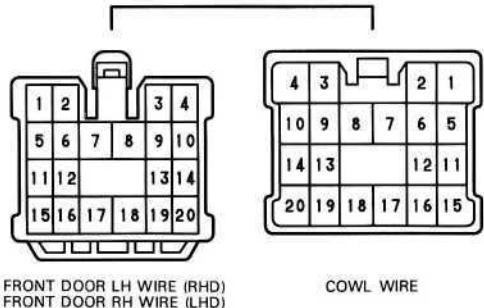 1 2 3 4
5 6 7 8 9 10
11 12 13 14
15 16 17 18 19 20
FRONT DOOR LH WIRE (RHD)
FRONT DOOR RH WIRE (LHD)
4 3 2 1
10 9 8 7 6 5
14 13 12 11
20 19 18 17 16 15
COWL WIRE